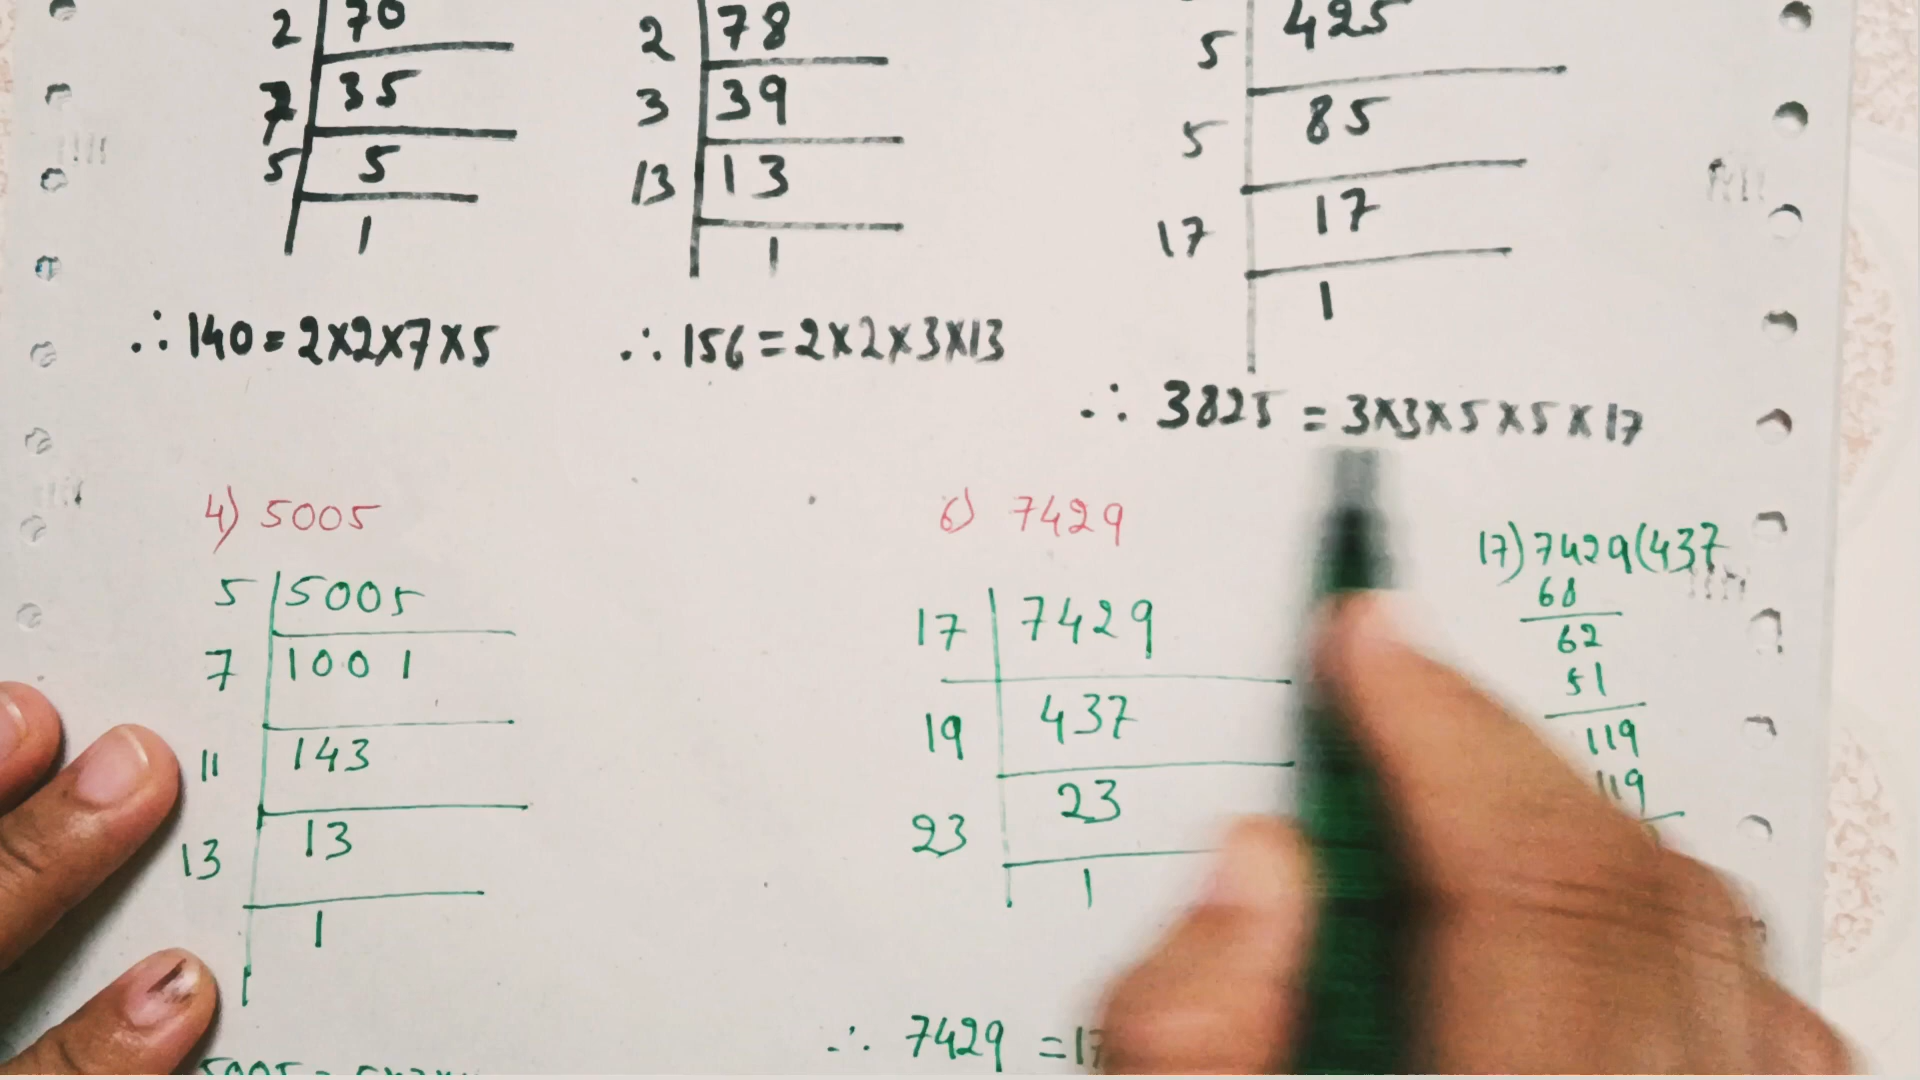 2 | 70
7 | 35
5 | 5
1
∴ 140 = 2×2×7×5
2 | 78
3 | 39
13 | 13
1
∴ 156 = 2×2×3×13
5 | 425
5 | 85
17 | 17
1
∴ 3825 = 3×3×5×5×17
4) 5005
5 | 5005
7 | 1001
11 | 143
13 | 13
1
6) 7429
17 | 7429
19 | 437
23 | 23
1
∴ 7429 = 17
17) 7429 (437
68
62
51
119
119
5005 =